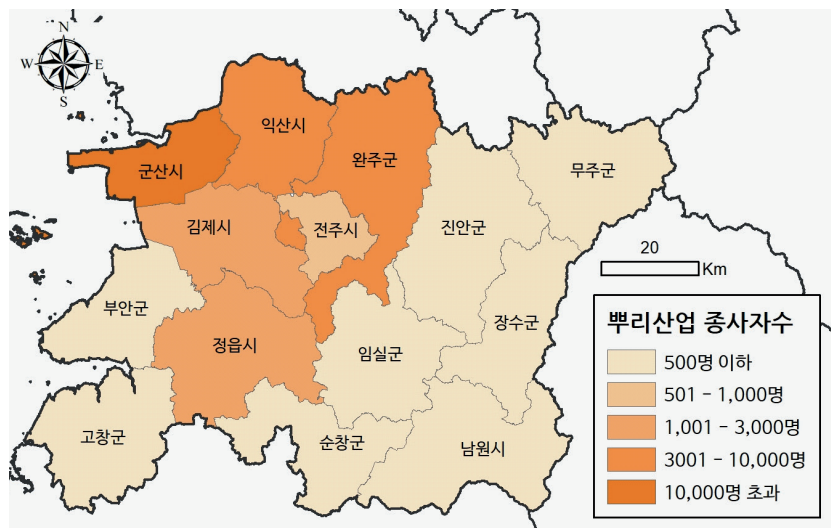 N
W
E
S
익산시
완주군
군산시
무주군
김제시
전주시
진안군
20
Km
부안군
장수군
정읍시
임실군
고창군
순창군
남원시
뿌리산업 종사자수
500명 이하
501 - 1,000명
1,001 - 3,000명
3001 - 10,000명
10,000명 초과